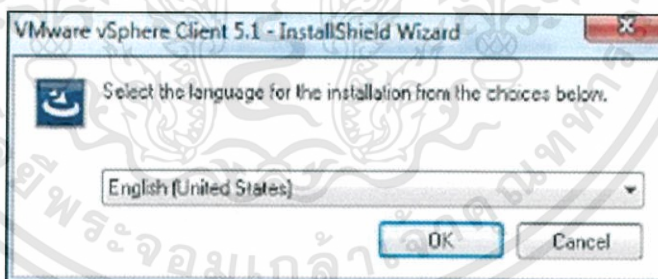 VMware vSphere Client 5.1 - InstallShield Wizard
Select the language for the installation from the choices below.
English (United States)
OK
Cancel